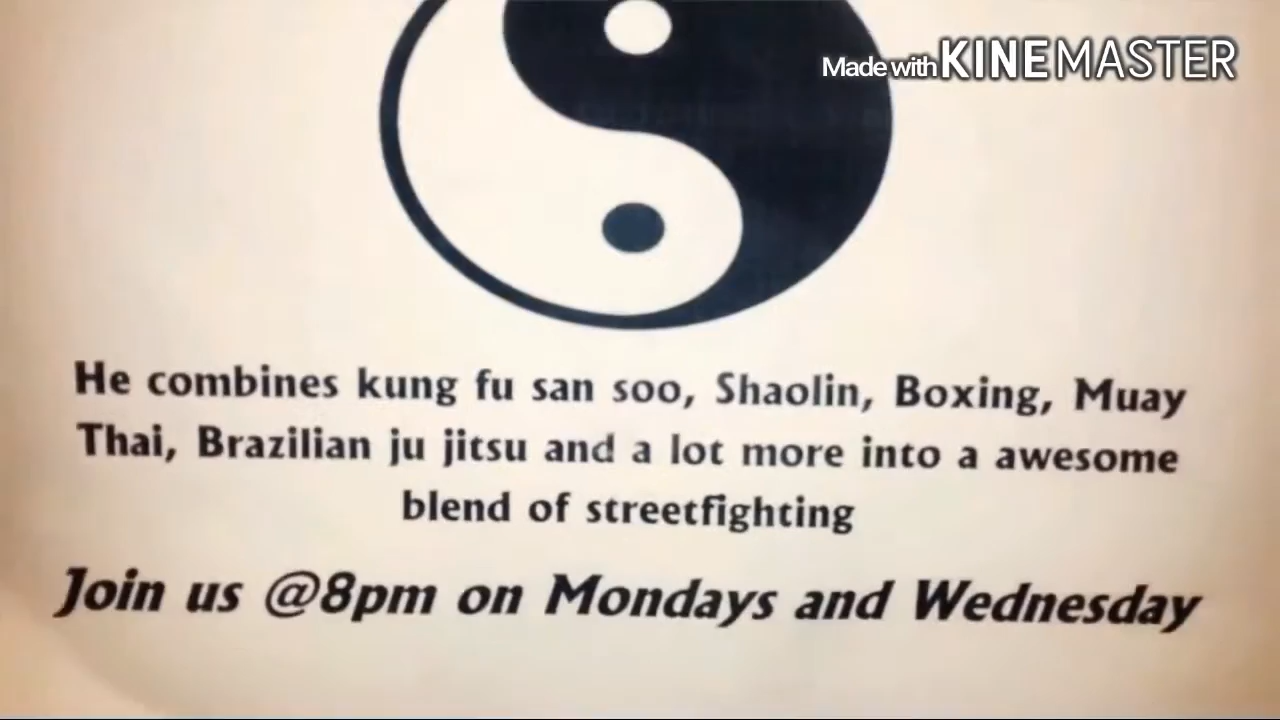 Made with KINEMASTER
He combines kung fu san soo, Shaolin, Boxing, Muay
Thai, Brazilian ju jitsu and a lot more into a awesome
blend of streetfighting
Join us @8pm on Mondays and Wednesday